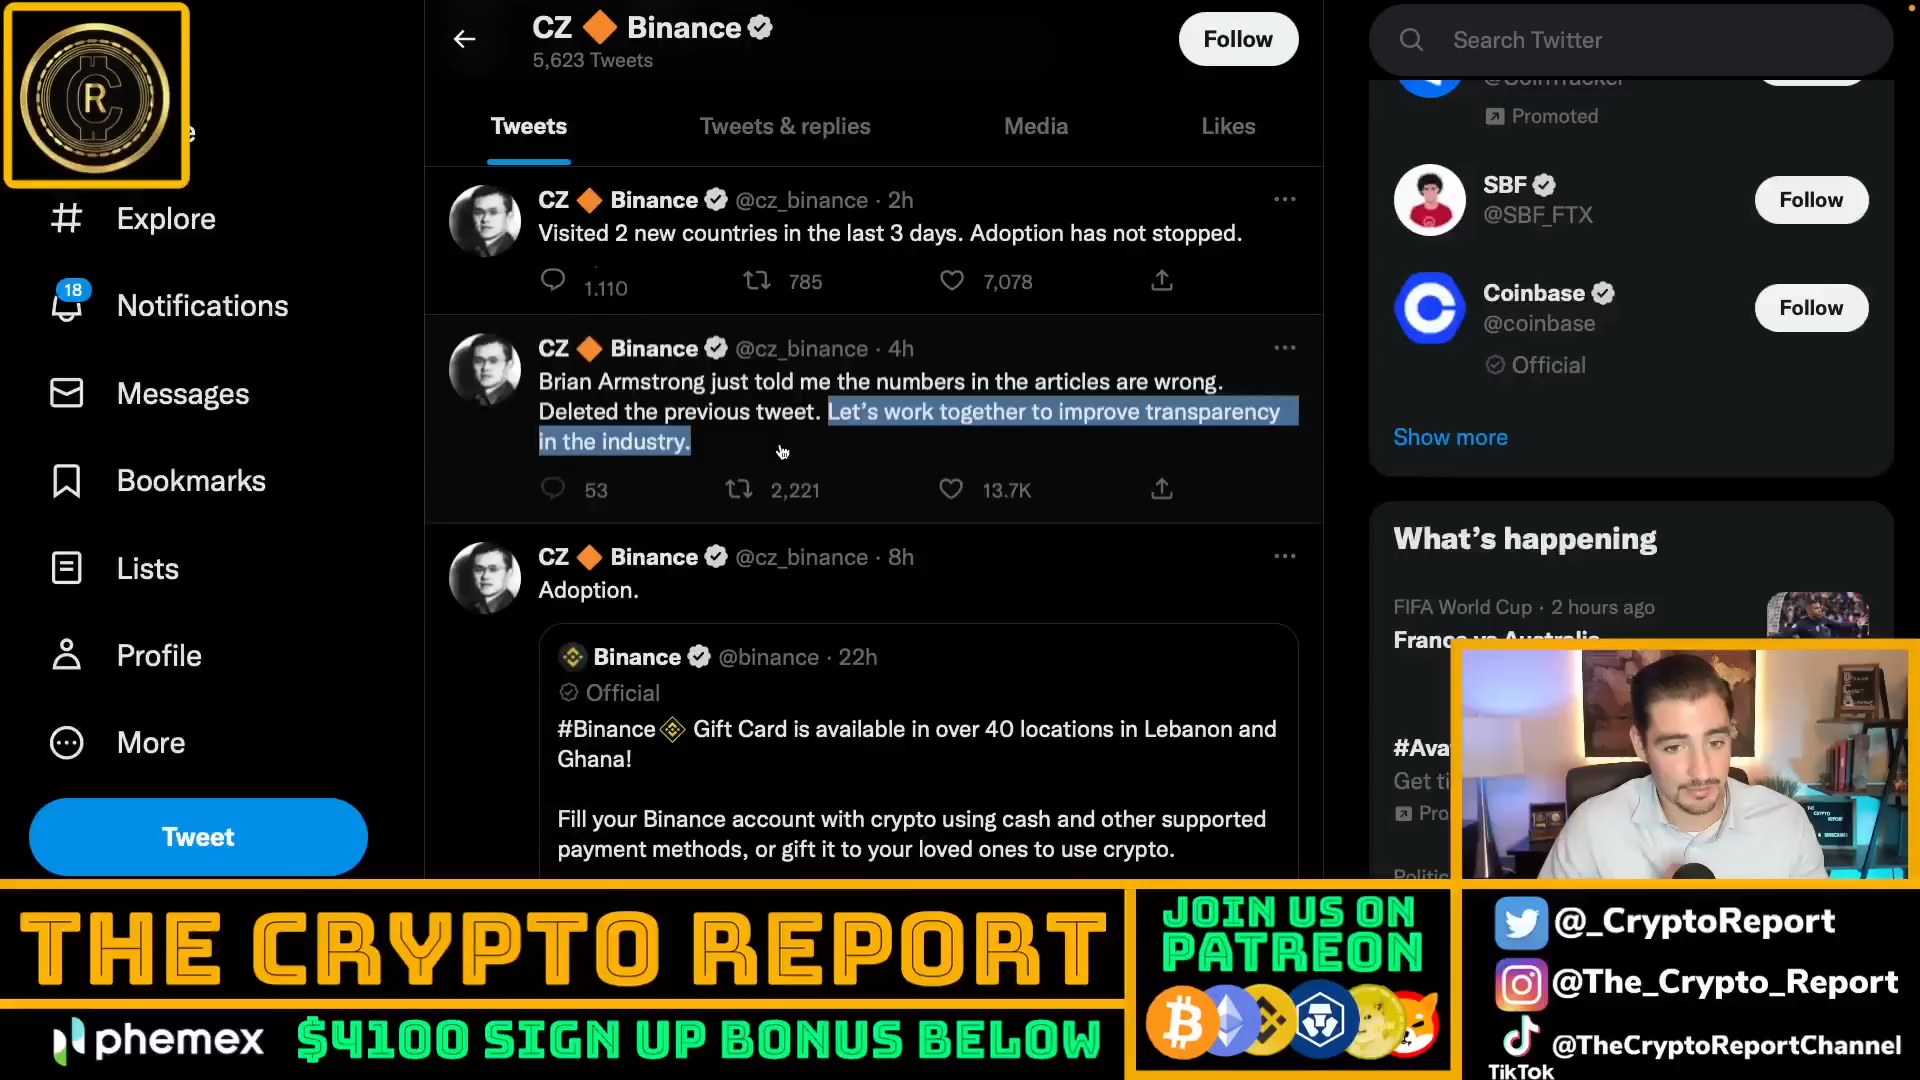 CZ 🔶 Binance
5,623 Tweets
Follow
Tweets
Tweets & replies
Media
Likes
Explore
18
Notifications
Messages
Bookmarks
Lists
Profile
More
Tweet
CZ 🔶 Binance @cz_binance · 2h
Visited 2 new countries in the last 3 days. Adoption has not stopped.
1,110 785 7,078
CZ 🔶 Binance @cz_binance · 4h
Brian Armstrong just told me the numbers in the articles are wrong.
Deleted the previous tweet. Let's work together to improve transparency
in the industry.
53 2,221 13.7K
CZ 🔶 Binance @cz_binance · 8h
Adoption.
Binance @binance · 22h
Official
#Binance Gift Card is available in over 40 locations in Lebanon and
Ghana!
Fill your Binance account with crypto using cash and other supported
payment methods, or gift it to your loved ones to use crypto.
Search Twitter
Promoted
SBF
@SBF_FTX
Follow
Coinbase
@coinbase
Official
Follow
Show more
What's happening
FIFA World Cup · 2 hours ago
France vs Australia
#Ava
Get ti
Pro
THE CRYPTO REPORT
phemex $4100 SIGN UP BONUS BELOW
JOIN US ON
PATREON
@_CryptoReport
@The_Crypto_Report
@TheCryptoReportChannel
TikTok